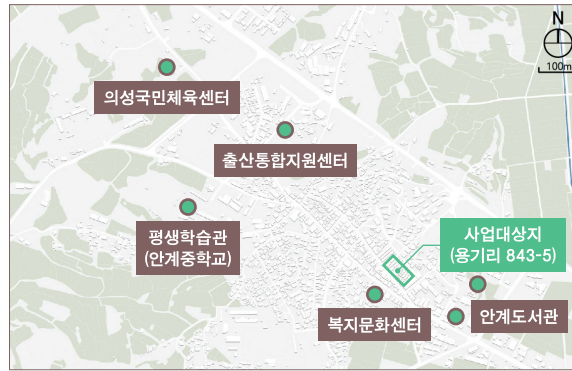 N
100m
의성국민체육센터
출산통합지원센터
평생학습관
(안계중학교)
사업대상지
(용기리 843-5)
복지문화센터
안계도서관